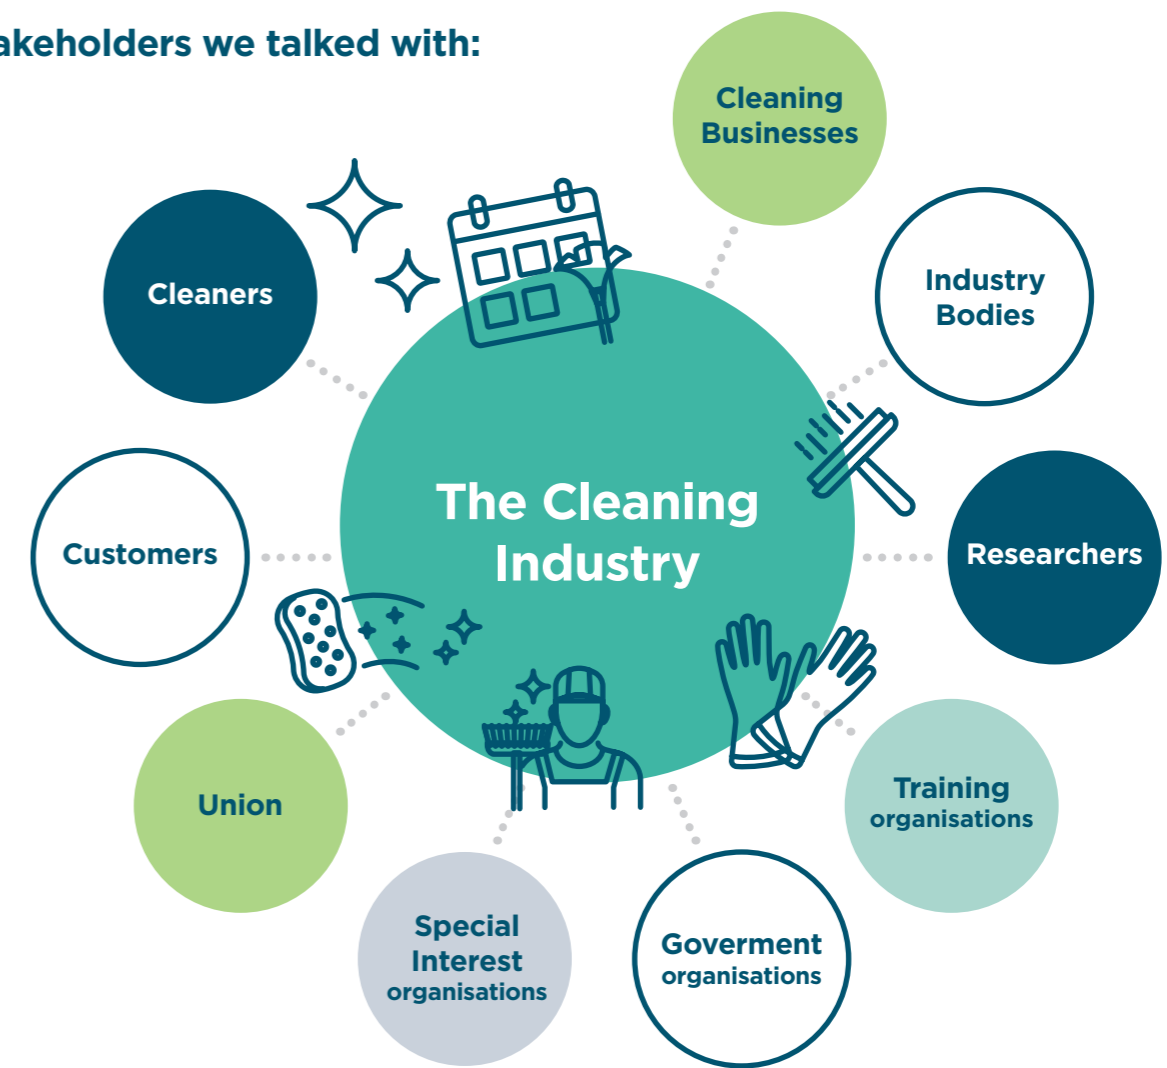 akeholders we talked with:
Cleaning
Businesses
Industry
Bodies
Researchers
Training
organisations
Goverment
organisations
Special
Interest
organisations
Union
Customers
Cleaners
The Cleaning
Industry